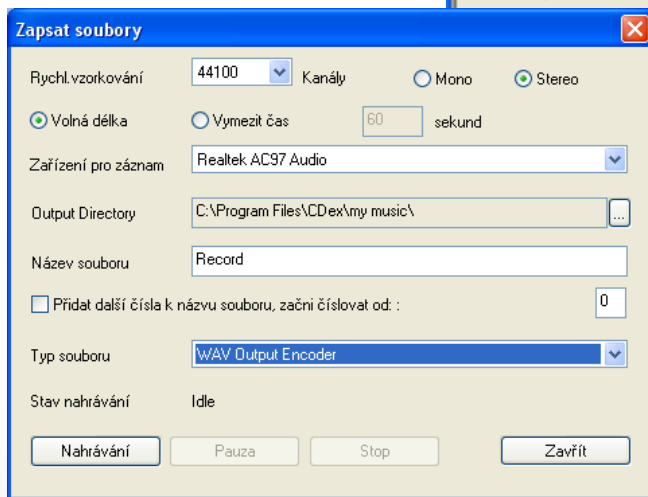 Zapsat soubory
Rychl.vzorkování 44100 Kanály Mono Stereo
Volná délka Vymezit čas 60 sekund
Zařízení pro záznam Realtek AC97 Audio
Output Directory C:\Program Files\CDex\my music\ ...
Název souboru Record
Přidat další čísla k názvu souboru, začni číslovat od: : 0
Typ souboru WAV Output Encoder
Stav nahrávání Idle
Nahrávání Pauza Stop Zavřít